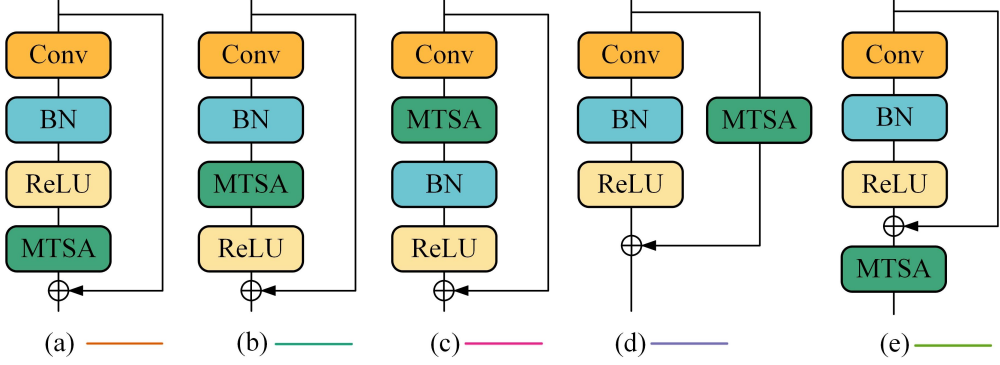 Conv
BN
ReLU
MTSA
(a)
Conv
BN
MTSA
ReLU
(b)
Conv
MTSA
BN
ReLU
(c)
Conv
BN
ReLU
MTSA
(d)
Conv
BN
ReLU
MTSA
(e)